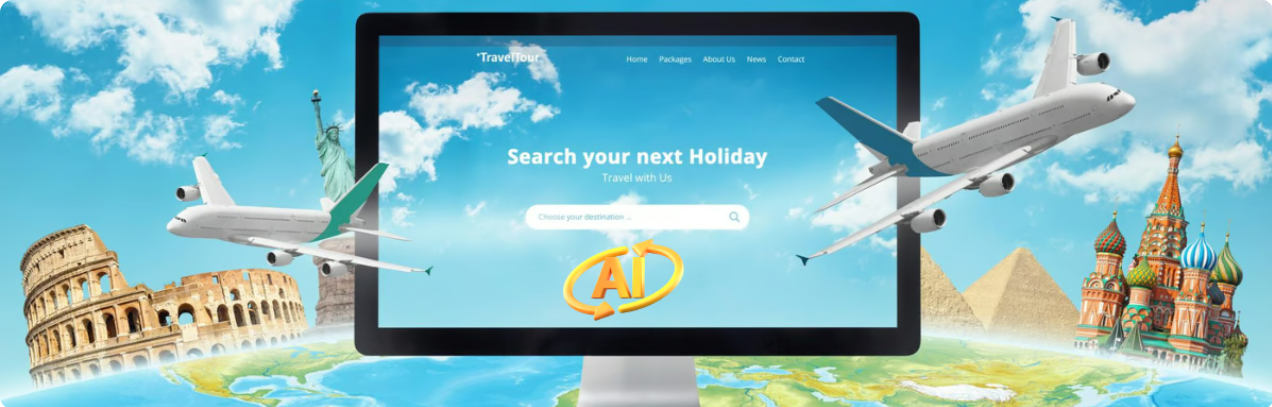 TravelTour
Home Packages About Us News Contact
Search your next Holiday
Travel with Us
Choose your destination ...
AI